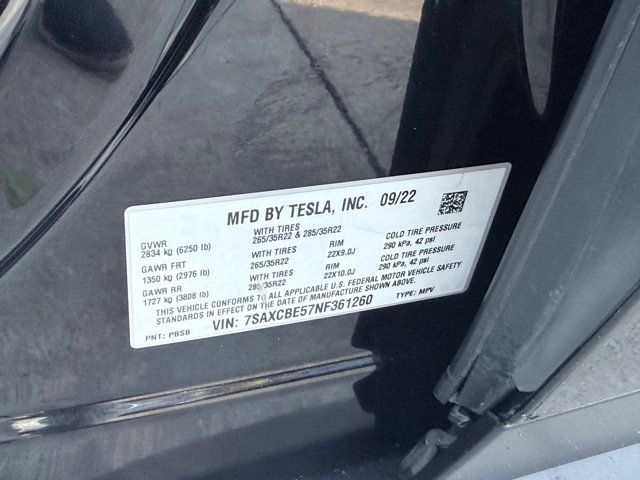 MFD BY TESLA, INC. 09/22
GVWR WITH TIRES
2834 kg (6250 lb) 265/35R22 & 285/35R22 COLD TIRE PRESSURE
GAWR FRT WITH TIRES RIM 290 kPa, 42 psi
1350 kg (2976 lb) 265/35R22 22X9.0J COLD TIRE PRESSURE
GAWR RR WITH TIRES RIM 290 kPa, 42 psi
1727 kg (3808 lb) 285/35R22 22X10.0J
THIS VEHICLE CONFORMS TO ALL APPLICABLE U.S. FEDERAL MOTOR VEHICLE SAFETY
STANDARDS IN EFFECT ON THE DATE OF MANUFACTURE SHOWN ABOVE.
VIN: 7SAXCBE57NF361260 TYPE: MPV
PNT: PBSB